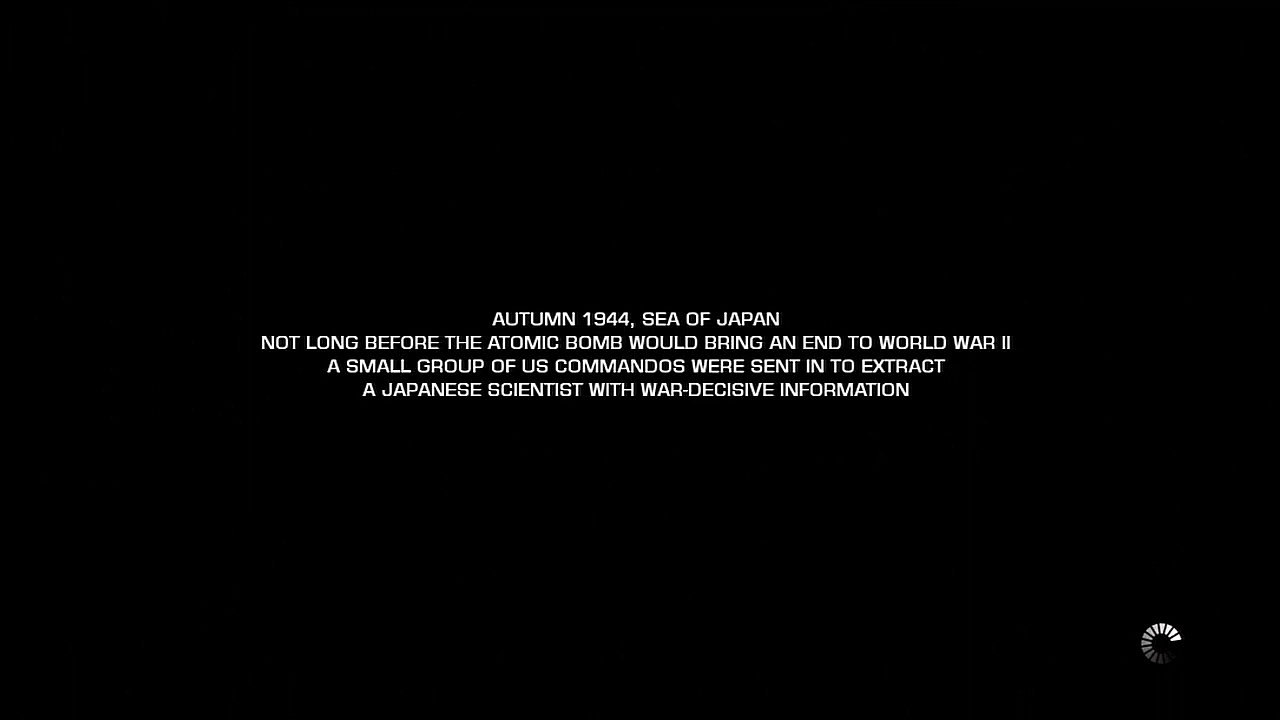 AUTUMN 1944, SEA OF JAPAN
NOT LONG BEFORE THE ATOMIC BOMB WOULD BRING AN END TO WORLD WAR II
A SMALL GROUP OF US COMMANDOS WERE SENT IN TO EXTRACT
A JAPANESE SCIENTIST WITH WAR-DECISIVE INFORMATION